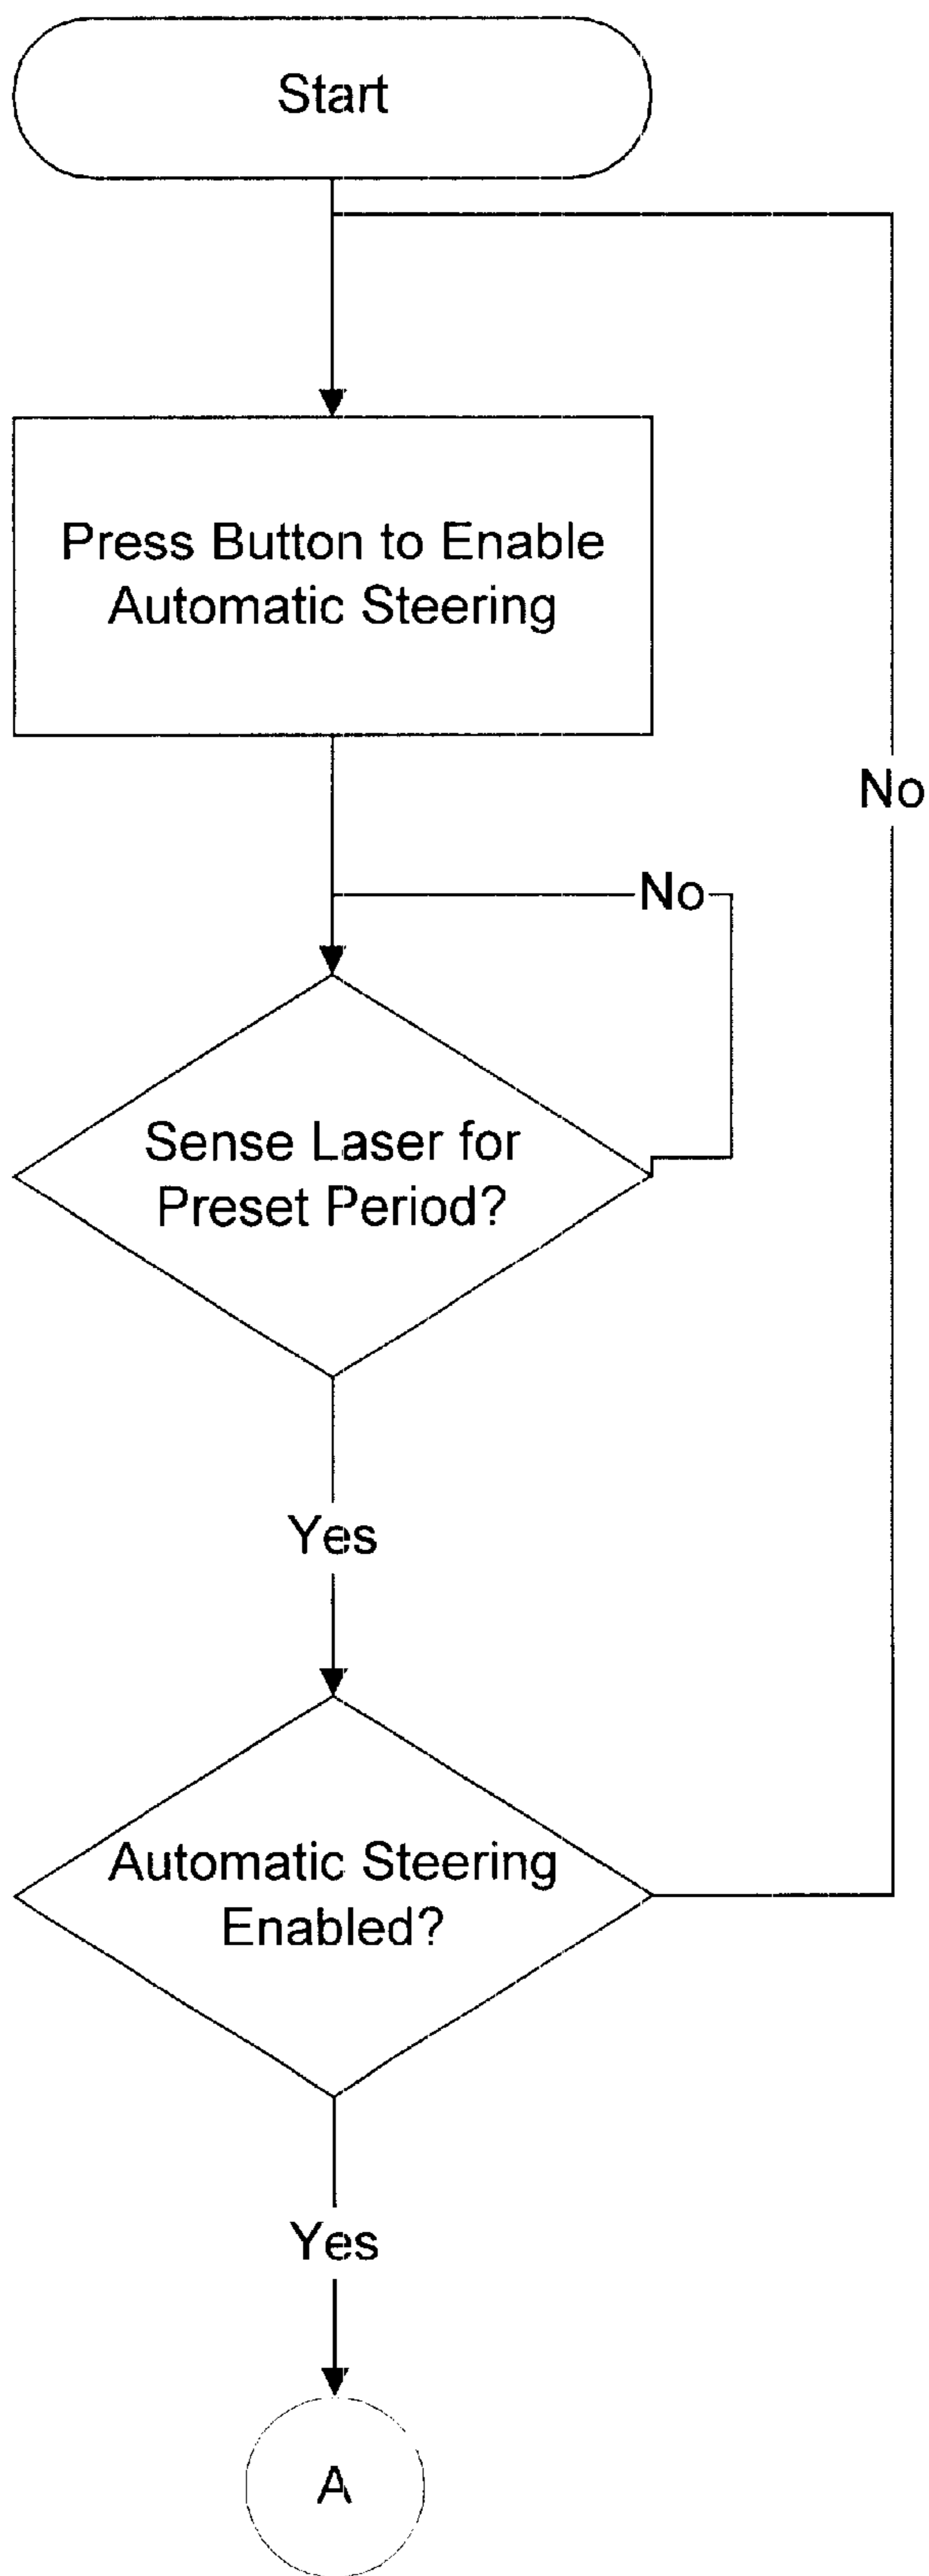 Start
Press Button to Enable
Automatic Steering
No
No
Sense Laser for
Preset Period?
Yes
Automatic Steering
Enabled?
Yes
A